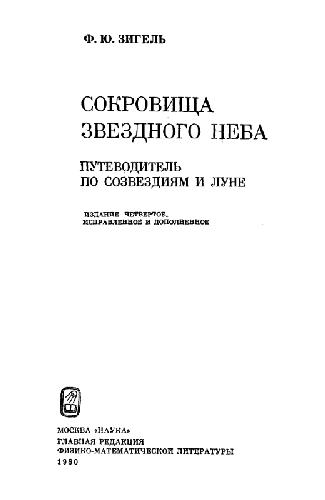 Ф. Ю. ЗИГЕЛЬ
СОКРОВИЩА
ЗВЕЗДНОГО НЕБА
ПУТЕВОДИТЕЛЬ
ПО СОЗВЕЗДИЯМ И ЛУНЕ
ИЗДАНИЕ ЧЕТВЕРТОЕ,
ИСПРАВЛЕННОЕ И ДОПОЛНЕННОЕ
МОСКВА «НАУКА»
ГЛАВНАЯ РЕДАКЦИЯ
ФИЗИКО-МАТЕМАТИЧЕСКОЙ ЛИТЕРАТУРЫ
1980